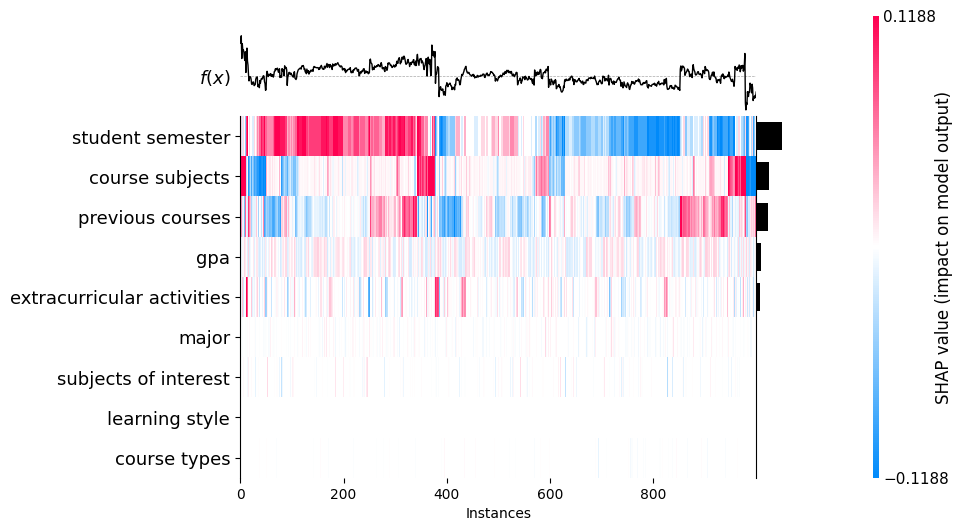 0.1188
f(x)
student semester
course subjects
previous courses
gpa
extracurricular activities
major
subjects of interest
learning style
course types
0 200 400 600 800
Instances
SHAP value (impact on model output)
−0.1188